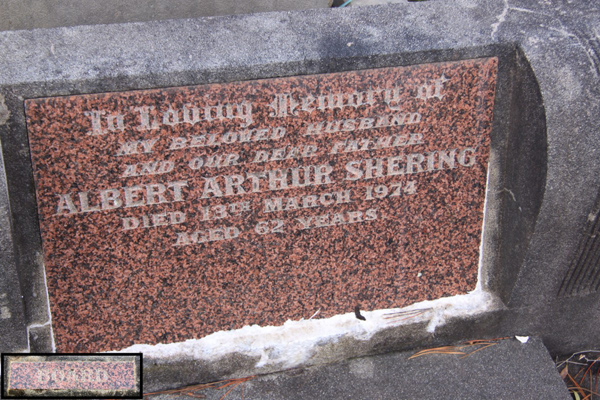 In Loving Memory of
MY BELOVED HUSBAND
AND OUR DEAR FATHER
ALBERT ARTHUR SHERING
DIED 13TH MARCH 1974
AGED 62 YEARS